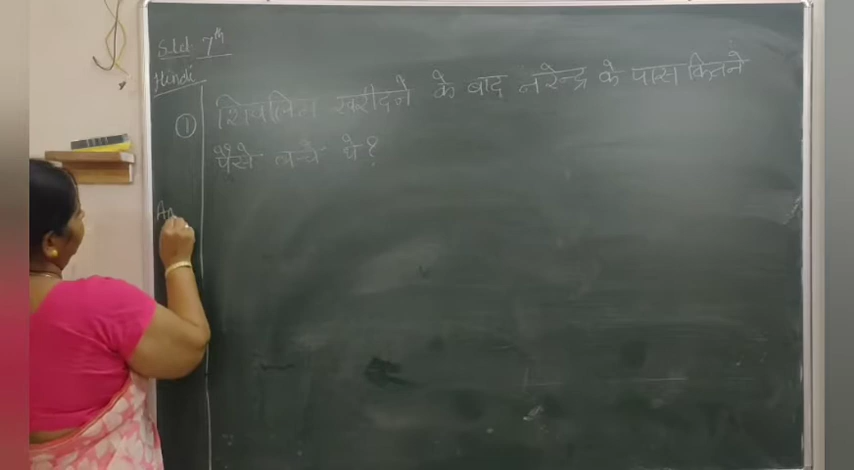 Std. 7th
Hindi
① शिवलिंग खरीदने के बाद नरेन्द्र के पास कितने
पैसे बचे थे?
An